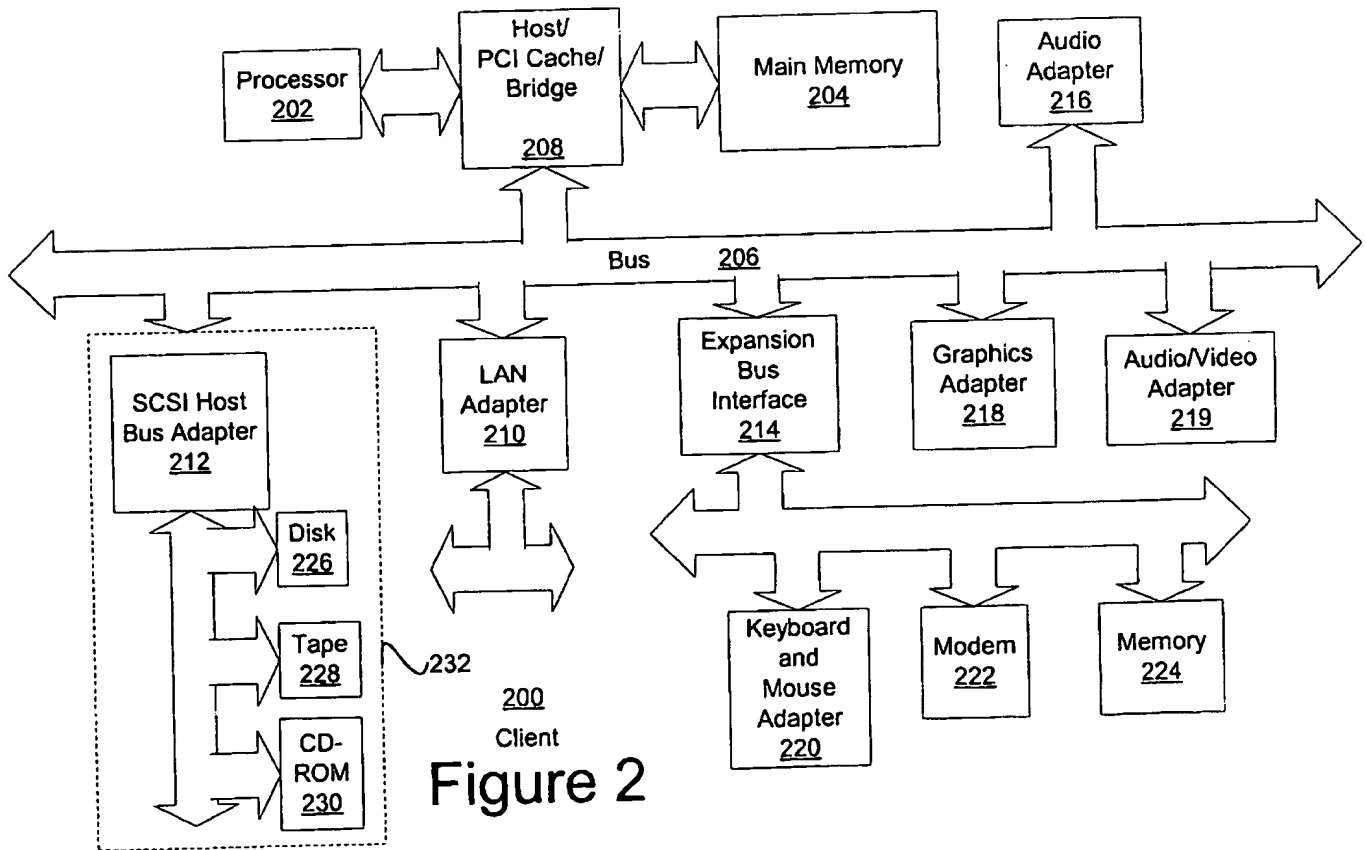 Processor
202
Host/
PCI Cache/
Bridge
208
Main Memory
204
Audio
Adapter
216
Bus 206
SCSI Host
Bus Adapter
212
LAN
Adapter
210
Expansion
Bus
Interface
214
Graphics
Adapter
218
Audio/Video
Adapter
219
Disk
226
Tape
228
CD-
ROM
230
232
Keyboard
and
Mouse
Adapter
220
Modem
222
Memory
224
200
Client
Figure 2